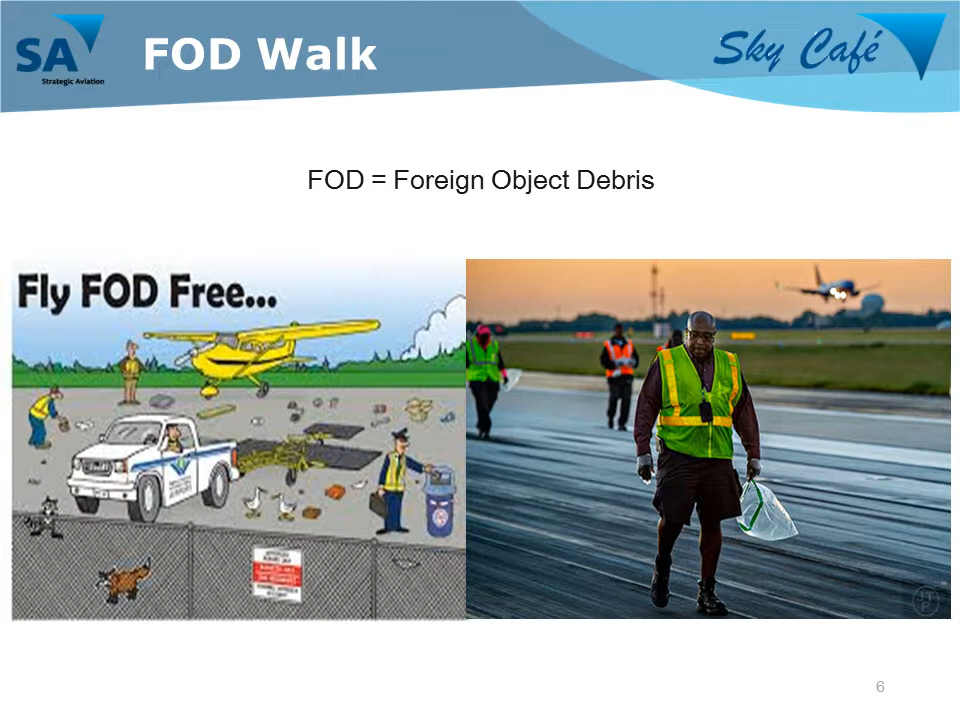 SA
Strategic Aviation
FOD Walk
Sky Café
FOD = Foreign Object Debris
Fly FOD Free...
6